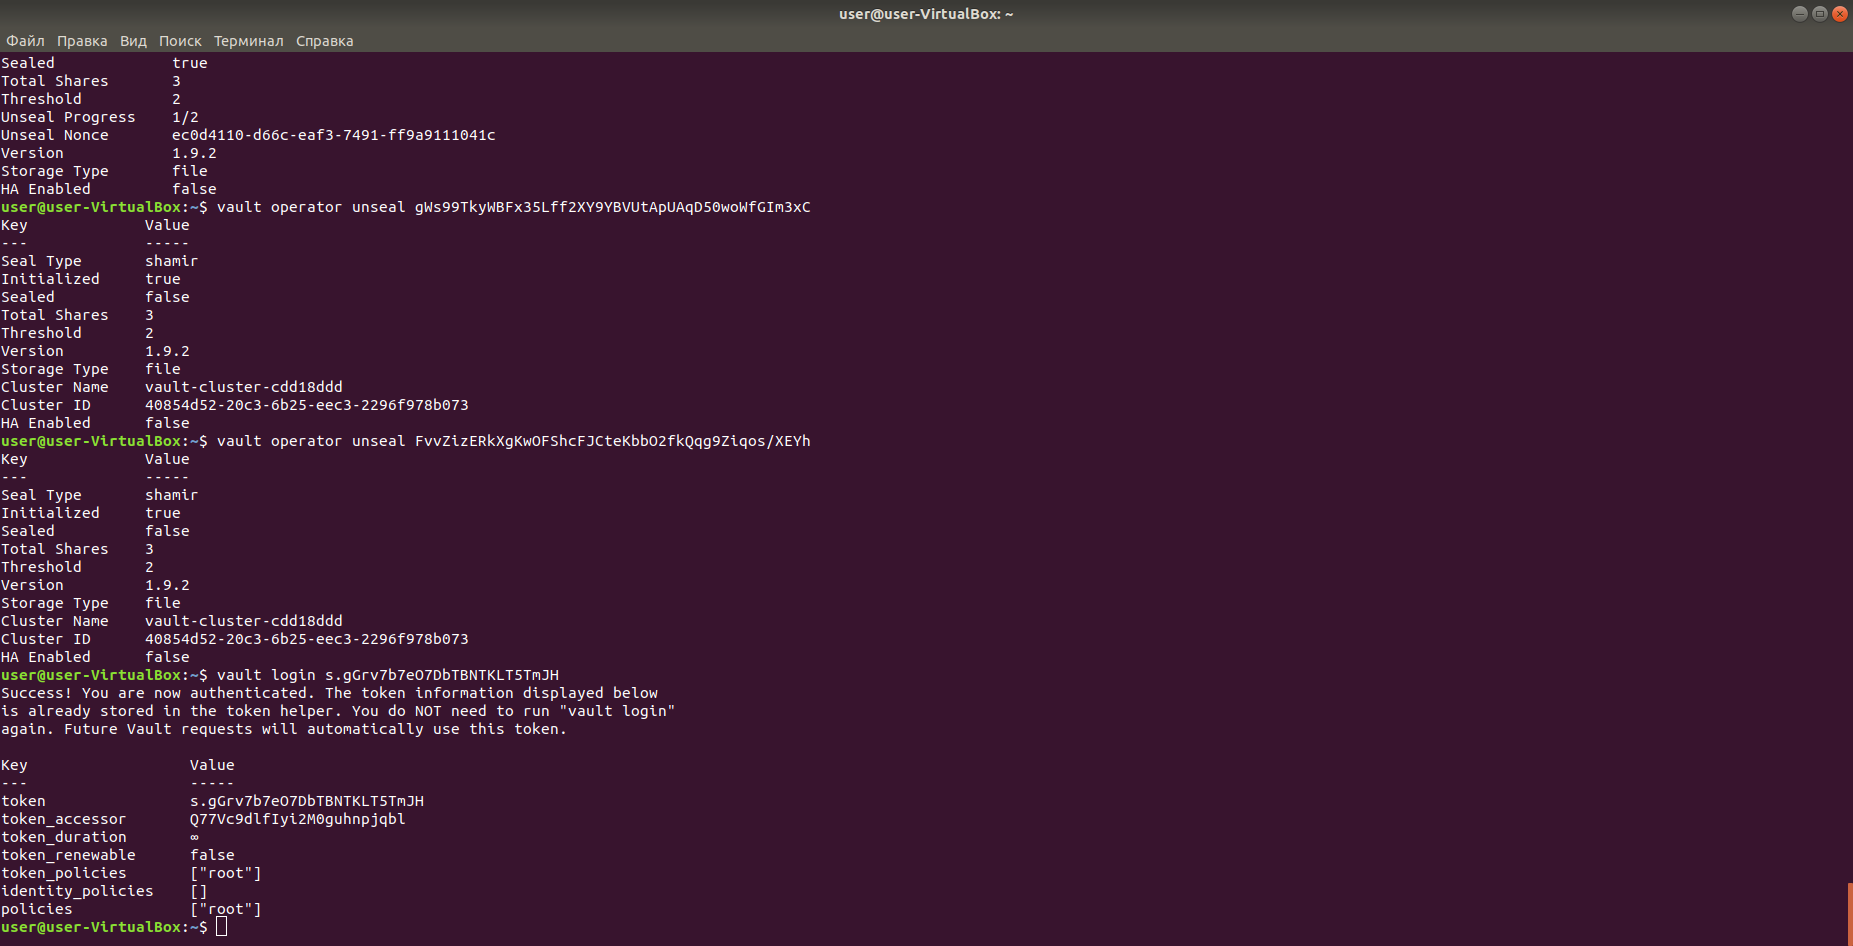 user@user-VirtualBox: ~
Файл Правка Вид Поиск Терминал Справка
Sealed true
Total Shares 3
Threshold 2
Unseal Progress 1/2
Unseal Nonce ec0d4110-d66c-eaf3-7491-ff9a9111041c
Version 1.9.2
Storage Type file
HA Enabled false
user@user-VirtualBox:~$ vault operator unseal gWs99TkyWBFx35Lff2XY9YBVUtApUAqD50woWfGIm3xC
Key Value
--- -----
Seal Type shamir
Initialized true
Sealed false
Total Shares 3
Threshold 2
Version 1.9.2
Storage Type file
Cluster Name vault-cluster-cdd18ddd
Cluster ID 40854d52-20c3-6b25-eec3-2296f978b073
HA Enabled false
user@user-VirtualBox:~$ vault operator unseal FvvZizERkXgKwOFShcFJCteKbbO2fkQqg9Ziqos/XEYh
Key Value
--- -----
Seal Type shamir
Initialized true
Sealed false
Total Shares 3
Threshold 2
Version 1.9.2
Storage Type file
Cluster Name vault-cluster-cdd18ddd
Cluster ID 40854d52-20c3-6b25-eec3-2296f978b073
HA Enabled false
user@user-VirtualBox:~$ vault login s.gGrv7b7eO7DbTBNTKLT5TmJH
Success! You are now authenticated. The token information displayed below
is already stored in the token helper. You do NOT need to run "vault login"
again. Future Vault requests will automatically use this token.
Key Value
--- -----
token s.gGrv7b7eO7DbTBNTKLT5TmJH
token_accessor Q77Vc9dlfIyi2M0guhnpjqbl
token_duration ∞
token_renewable false
token_policies ["root"]
identity_policies []
policies ["root"]
user@user-VirtualBox:~$